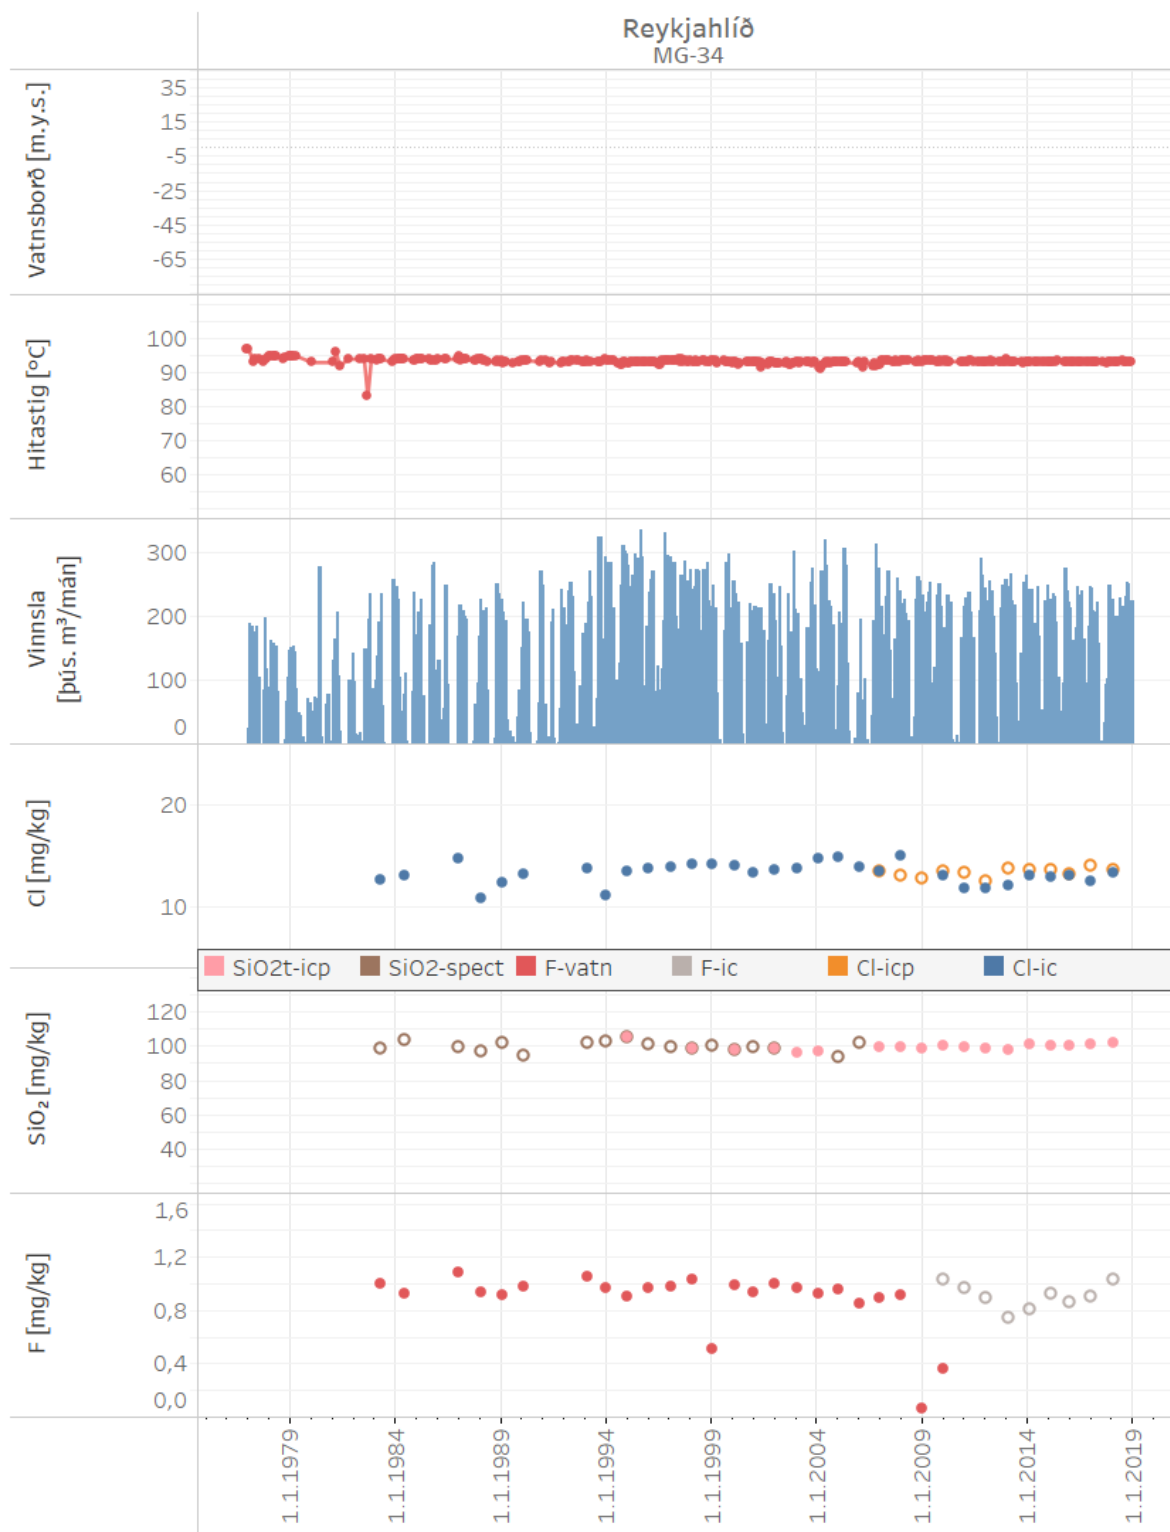 Reykjahlíð
MG-34
Vatnsborð [m.y.s.]
35
15
-5
-25
-45
-65
Hitastig [°C]
100
90
80
70
60
Vinnsla
[þús. m³/mán]
300
200
100
0
Cl [mg/kg]
20
10
SiO2t-icp SiO2-spect F-vatn F-ic Cl-icp Cl-ic
SiO₂ [mg/kg]
120
100
80
60
40
F [mg/kg]
1,6
1,2
0,8
0,4
0,0
1.1.1979 1.1.1984 1.1.1989 1.1.1994 1.1.1999 1.1.2004 1.1.2009 1.1.2014 1.1.2019